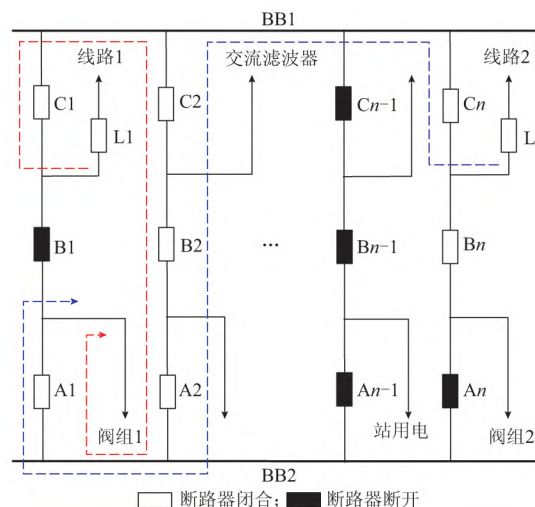 BB1
线路1
交流滤波器
线路2
C1
C2
Cn−1
Cn
L1
L
B1
B2
...
Bn−1
Bn
A1
A2
An−1
An
阀组1
站用电
阀组2
BB2
断路器闭合;
断路器断开